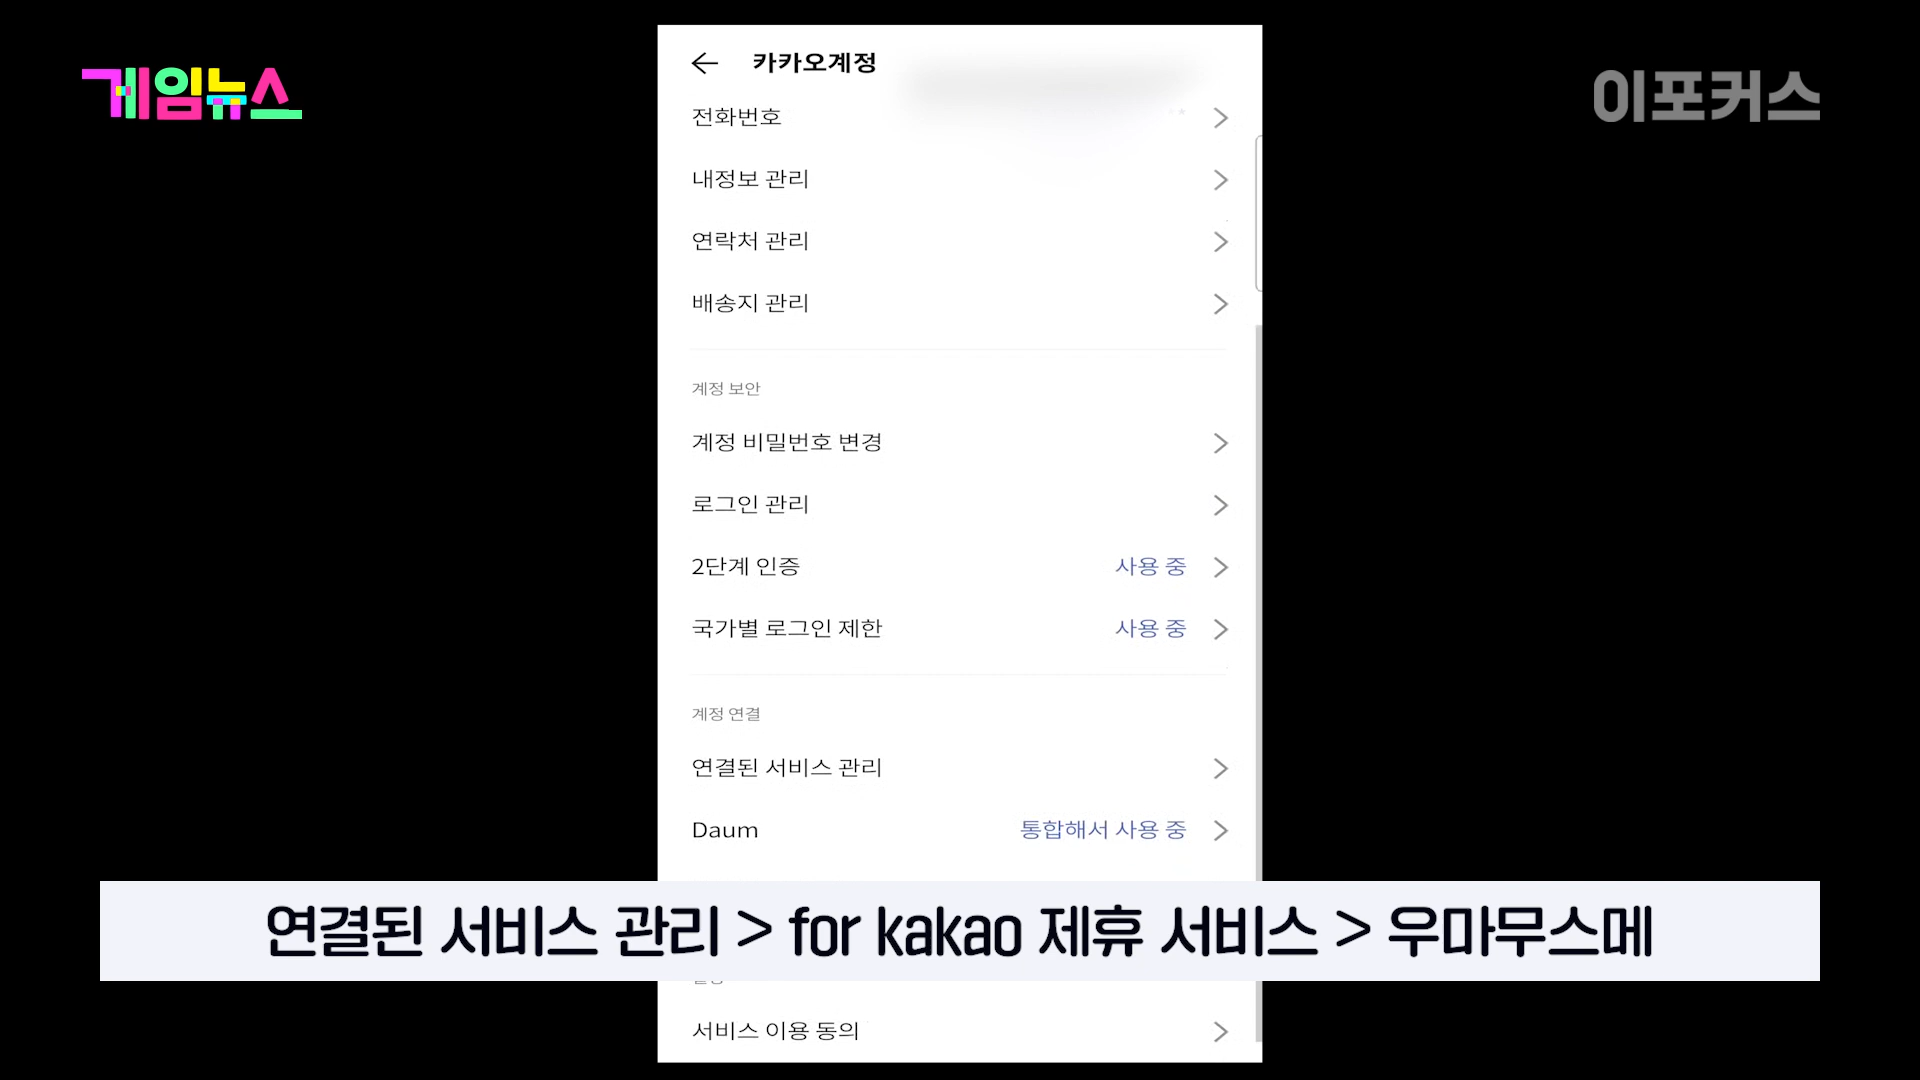 게임뉴스
이포커스
카카오계정
전화번호
내정보 관리
연락처 관리
배송지 관리
계정 보안
계정 비밀번호 변경
로그인 관리
2단계 인증 사용 중
국가별 로그인 제한 사용 중
계정 연결
연결된 서비스 관리
Daum 통합해서 사용 중
연결된 서비스 관리 > for kakao 제휴 서비스 > 우마무스메
서비스 이용 동의